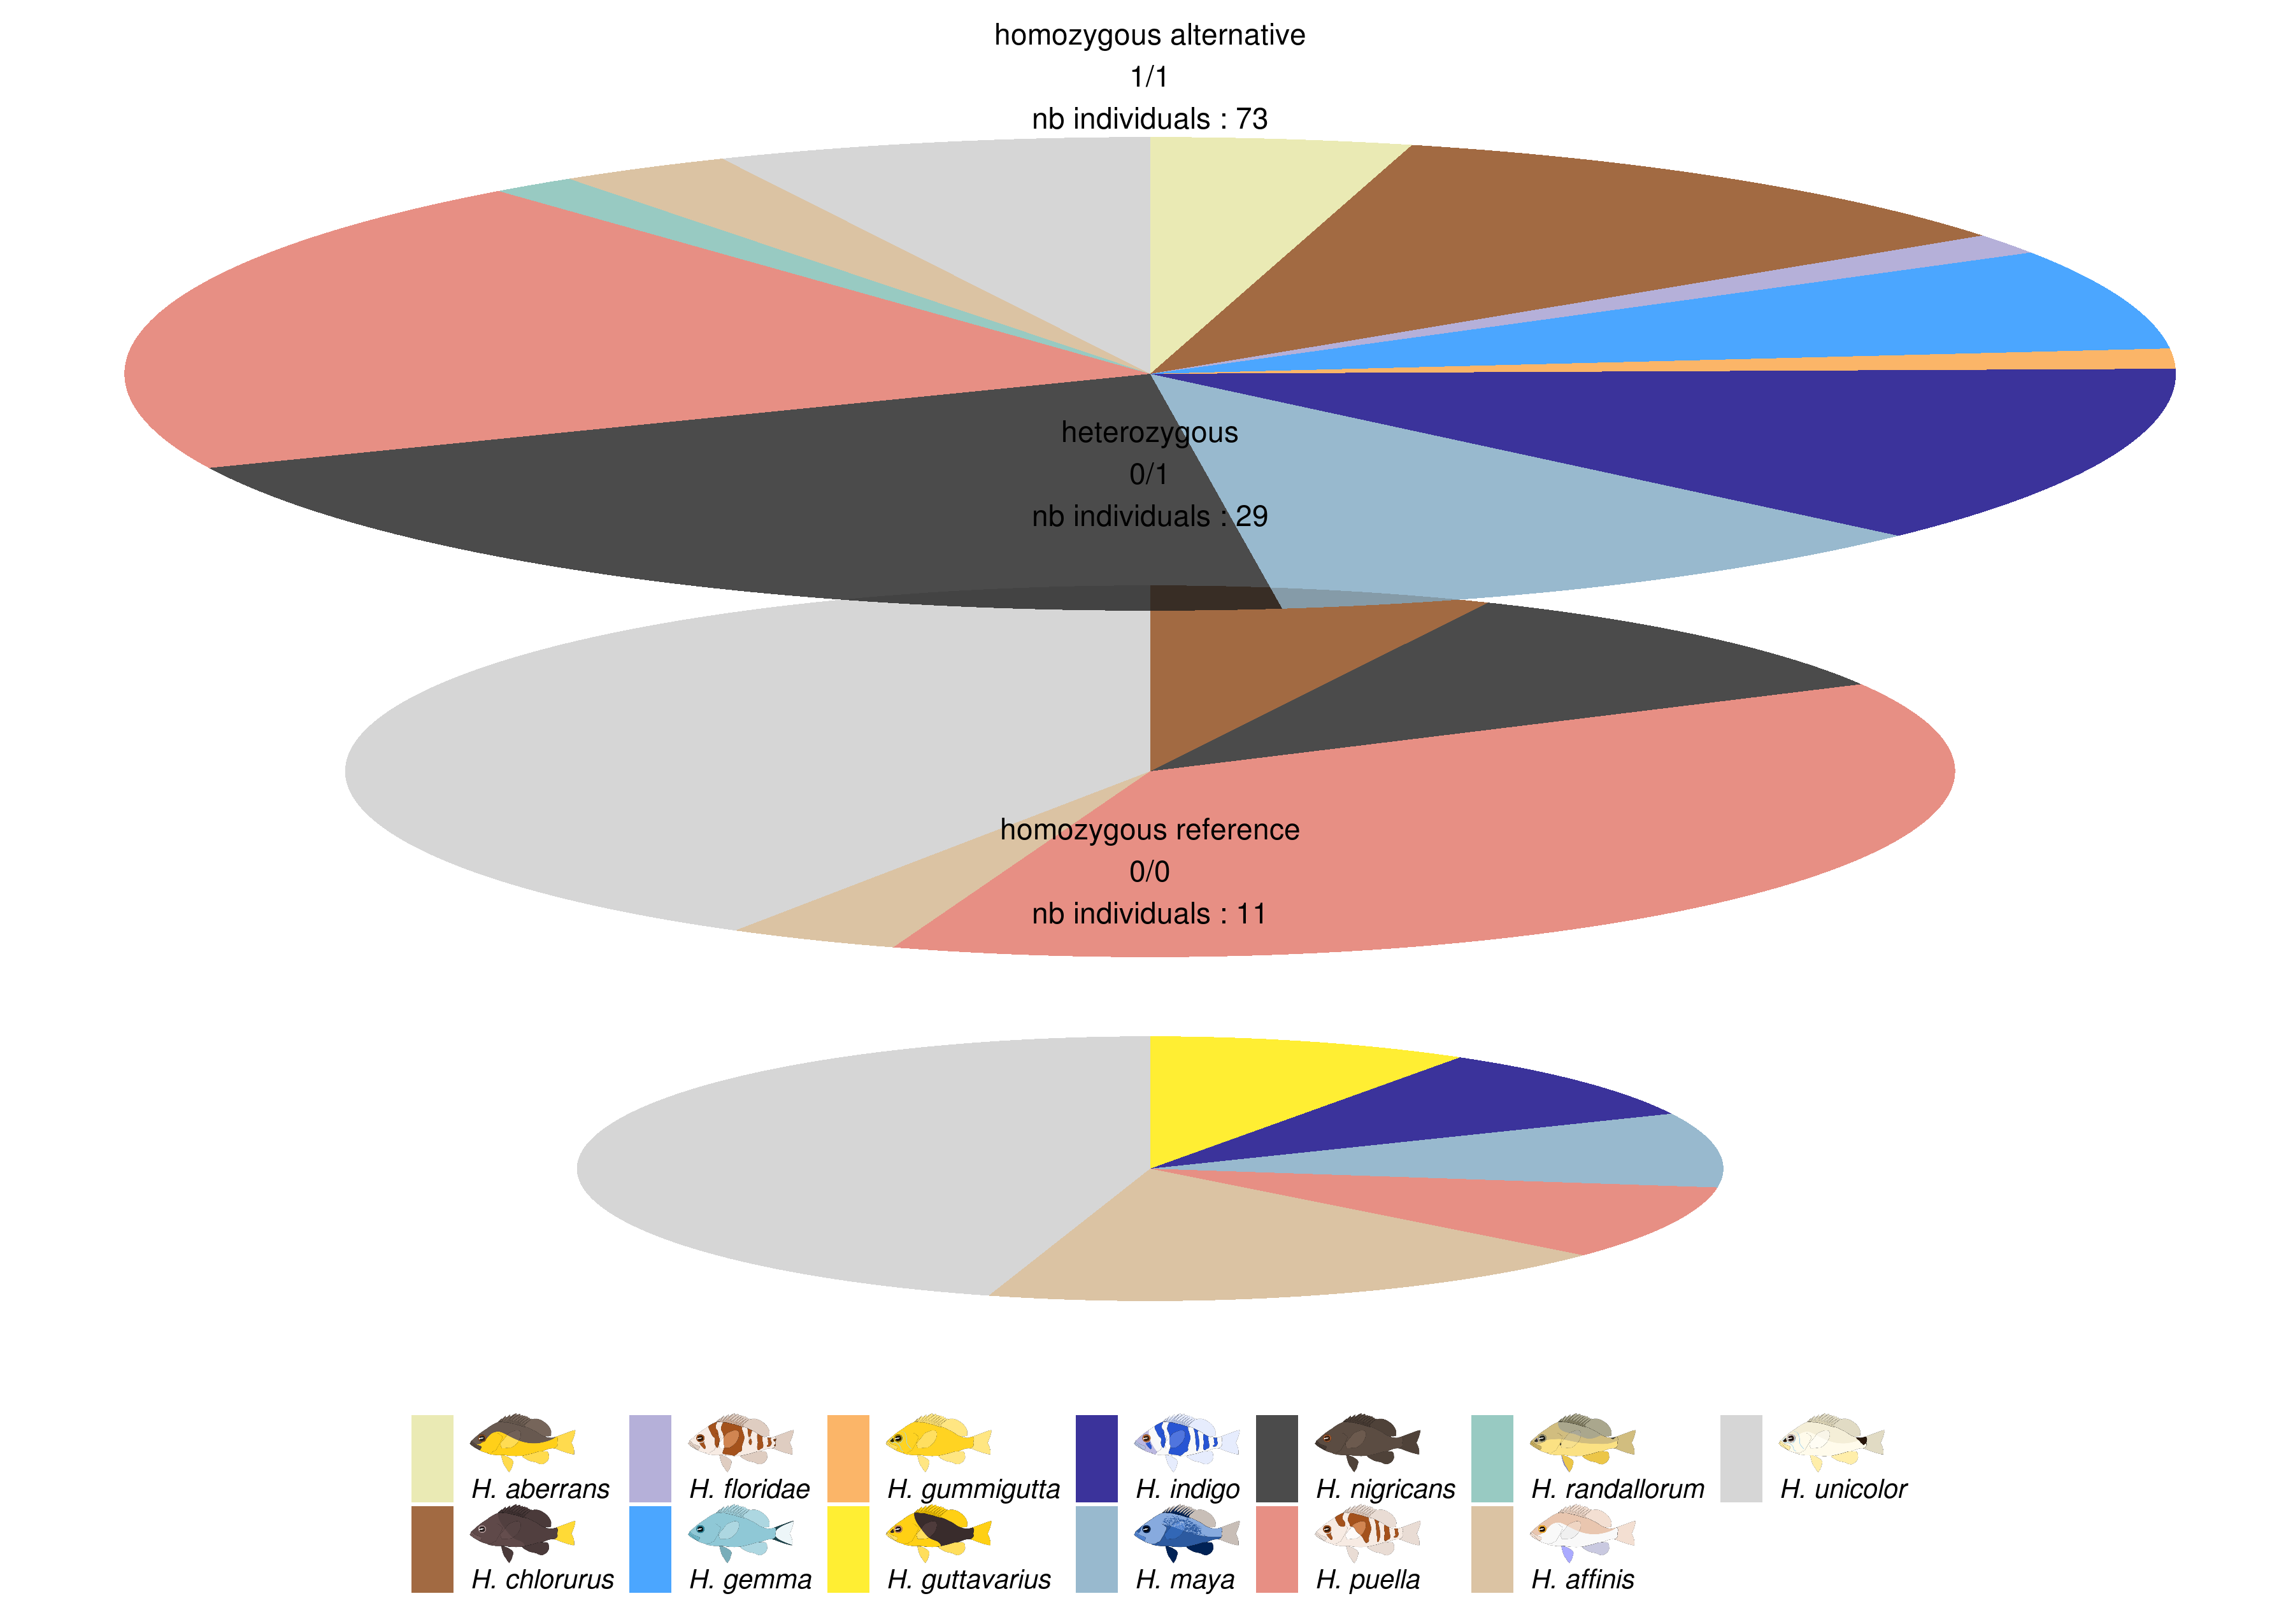 homozygous alternative
1/1
nb individuals : 73
heterozygous
0/1
nb individuals : 29
homozygous reference
0/0
nb individuals : 11
H. aberrans
H. floridae
H. gummigutta
H. indigo
H. nigricans
H. randallorum
H. unicolor
H. chlorurus
H. gemma
H. guttavarius
H. maya
H. puella
H. affinis